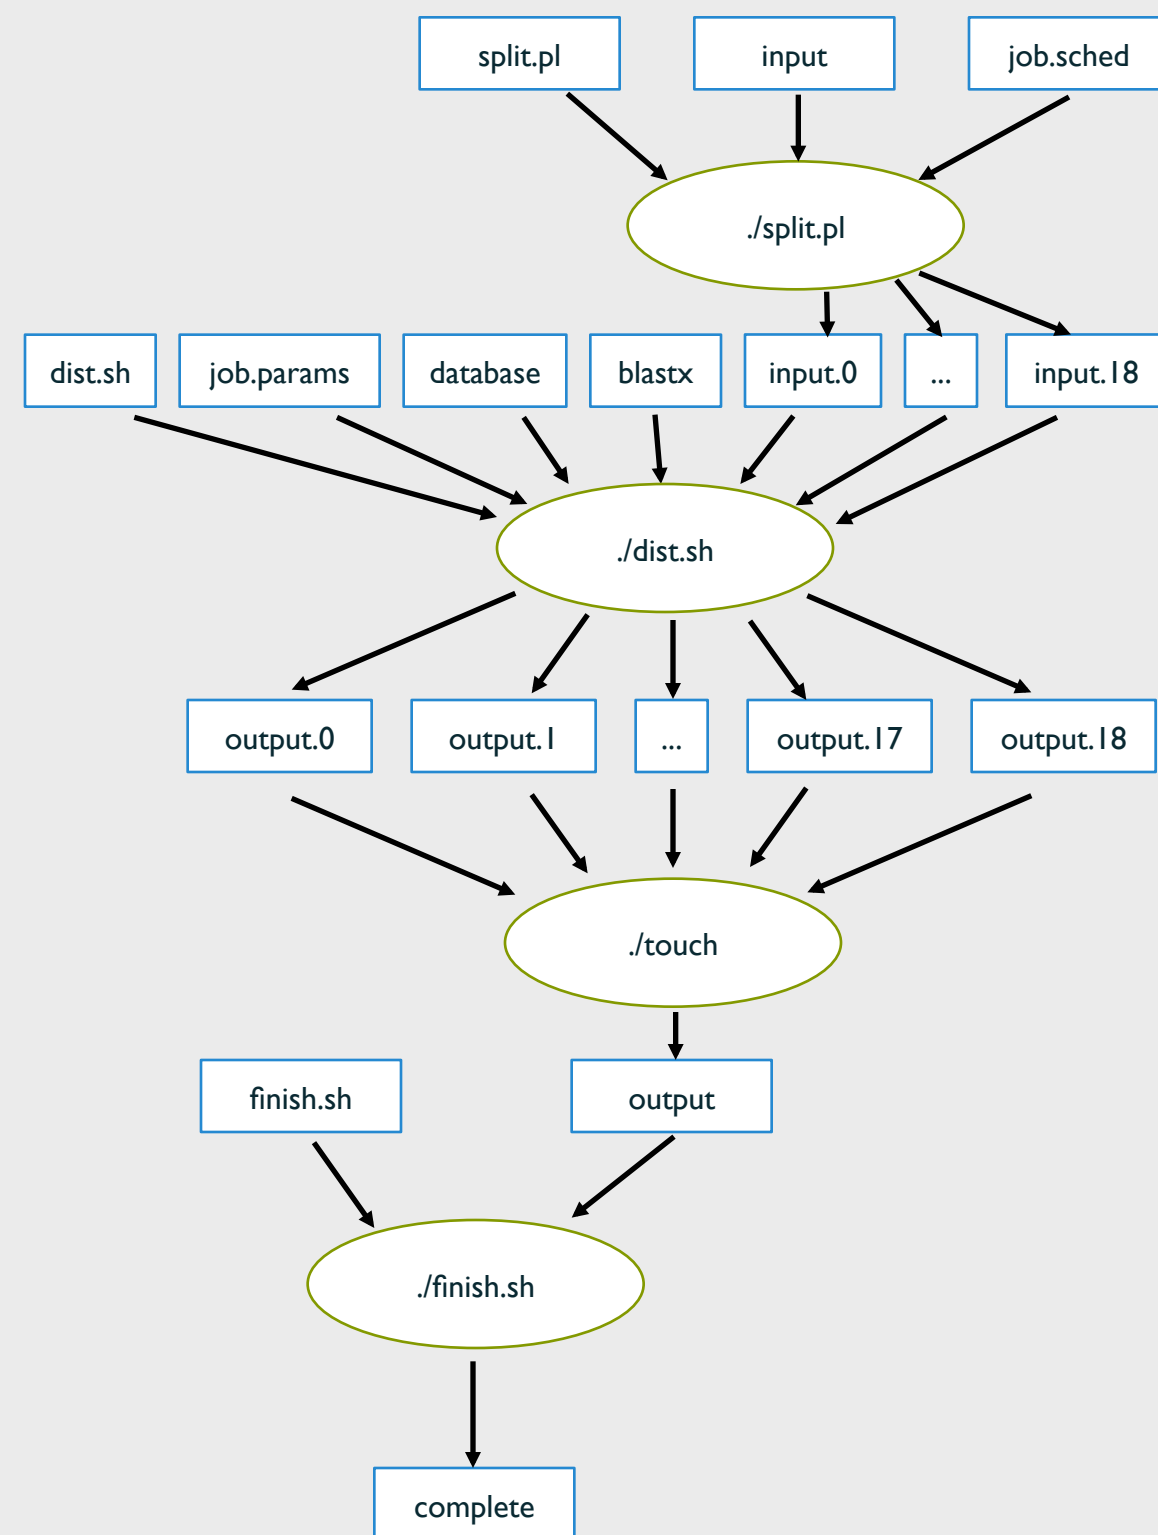 split.pl
input
job.sched
./split.pl
dist.sh
job.params
database
blastx
input.0
...
input.18
./dist.sh
output.0
output.1
...
output.17
output.18
./touch
finish.sh
output
./finish.sh
complete